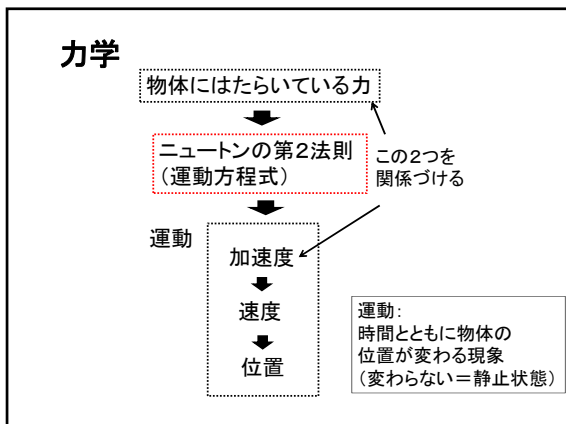 力学
物体にはたらいている力
ニュートンの第2法則
（運動方程式）
この２つを
関係づける
運動
加速度
速度
位置
運動：
時間とともに物体の
位置が変わる現象
（変わらない＝静止状態）